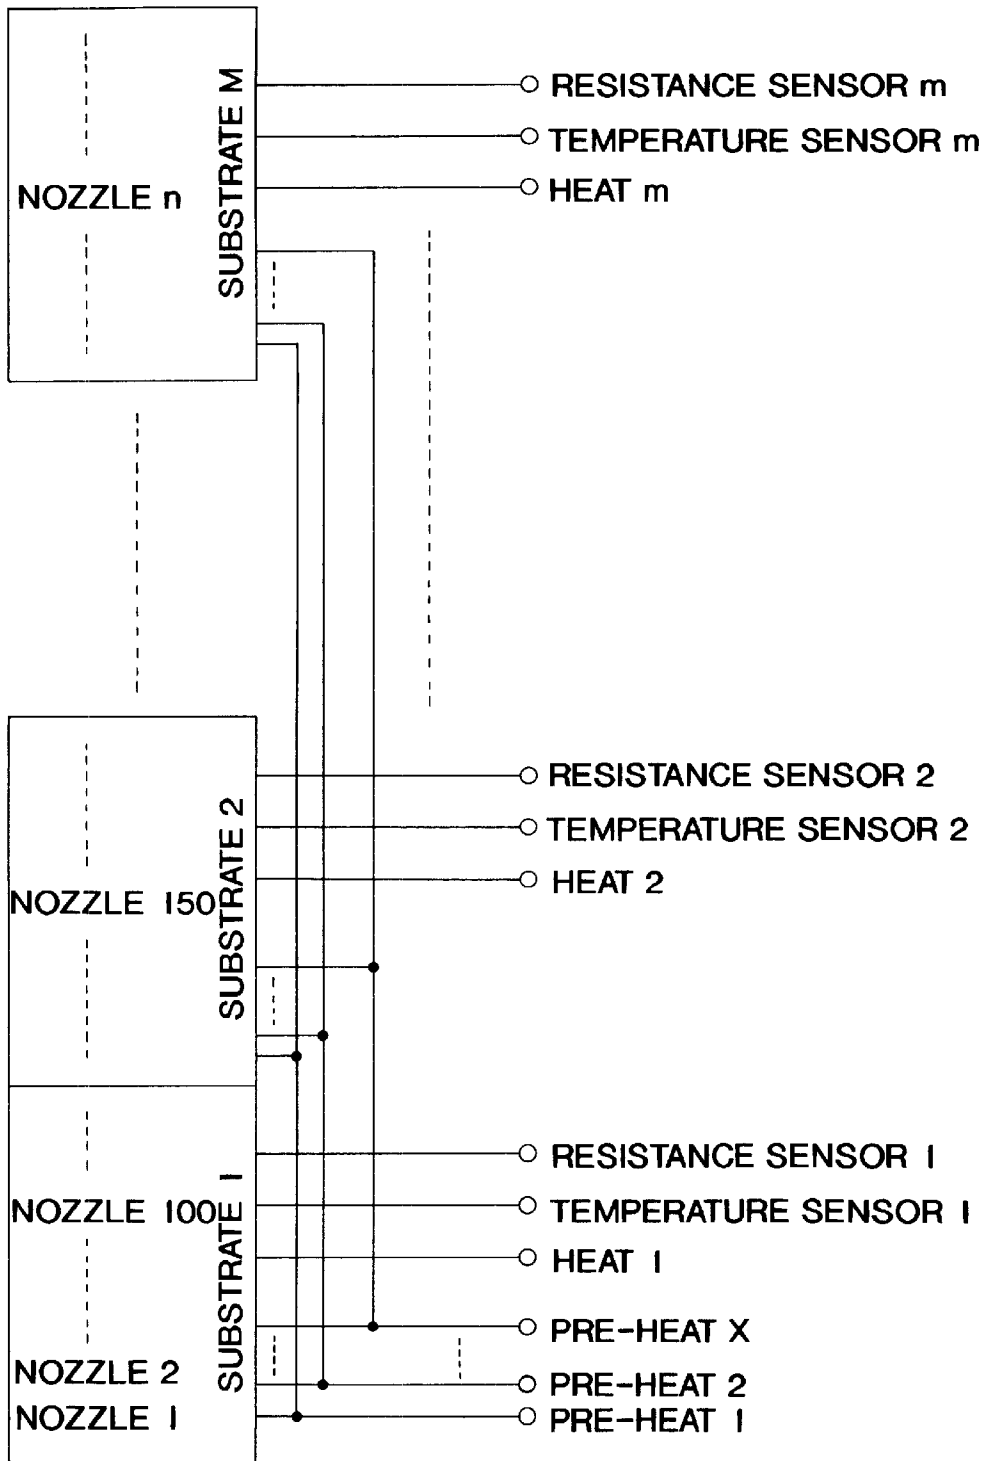 RESISTANCE SENSOR m
TEMPERATURE SENSOR m
HEAT m
NOZZLE n
SUBSTRATE M
RESISTANCE SENSOR 2
TEMPERATURE SENSOR 2
HEAT 2
NOZZLE 150
SUBSTRATE 2
RESISTANCE SENSOR 1
TEMPERATURE SENSOR 1
HEAT 1
NOZZLE 100
SUBSTRATE 1
PRE-HEAT X
NOZZLE 2
PRE-HEAT 2
NOZZLE 1
PRE-HEAT 1